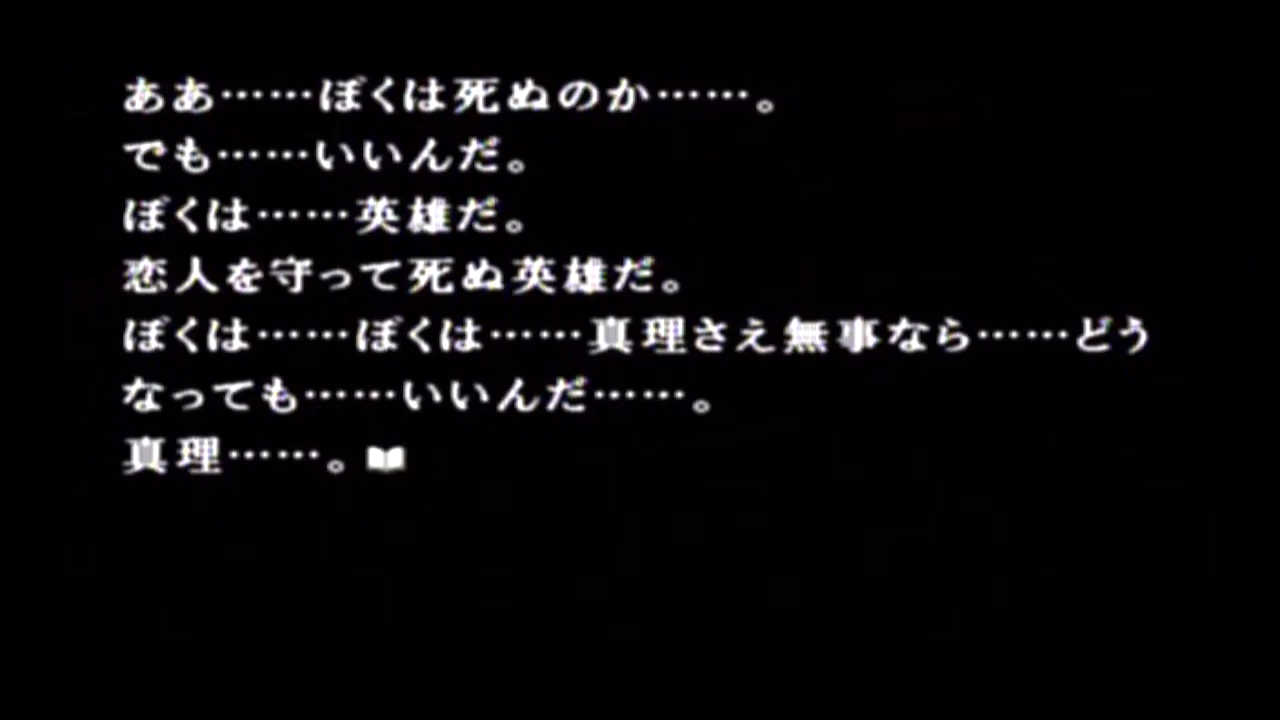 ああ……ぼくは死ぬのか……。
でも……いいんだ。
ぼくは……英雄だ。
恋人を守って死ぬ英雄だ。
ぼくは……ぼくは……真理さえ無事なら……どう
なっても……いいんだ……。
真理……。